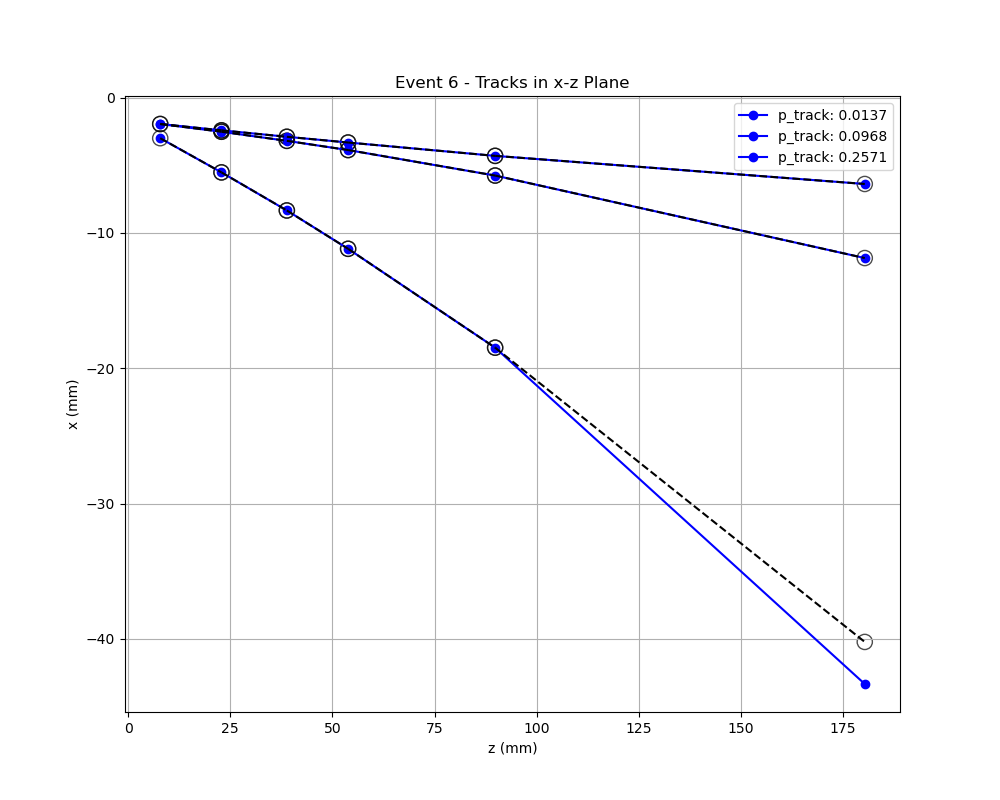 Event 6 - Tracks in x-z Plane
p_track: 0.0137
p_track: 0.0968
p_track: 0.2571
x (mm)
0
−10
−20
−30
−40
0 25 50 75 100 125 150 175
z (mm)